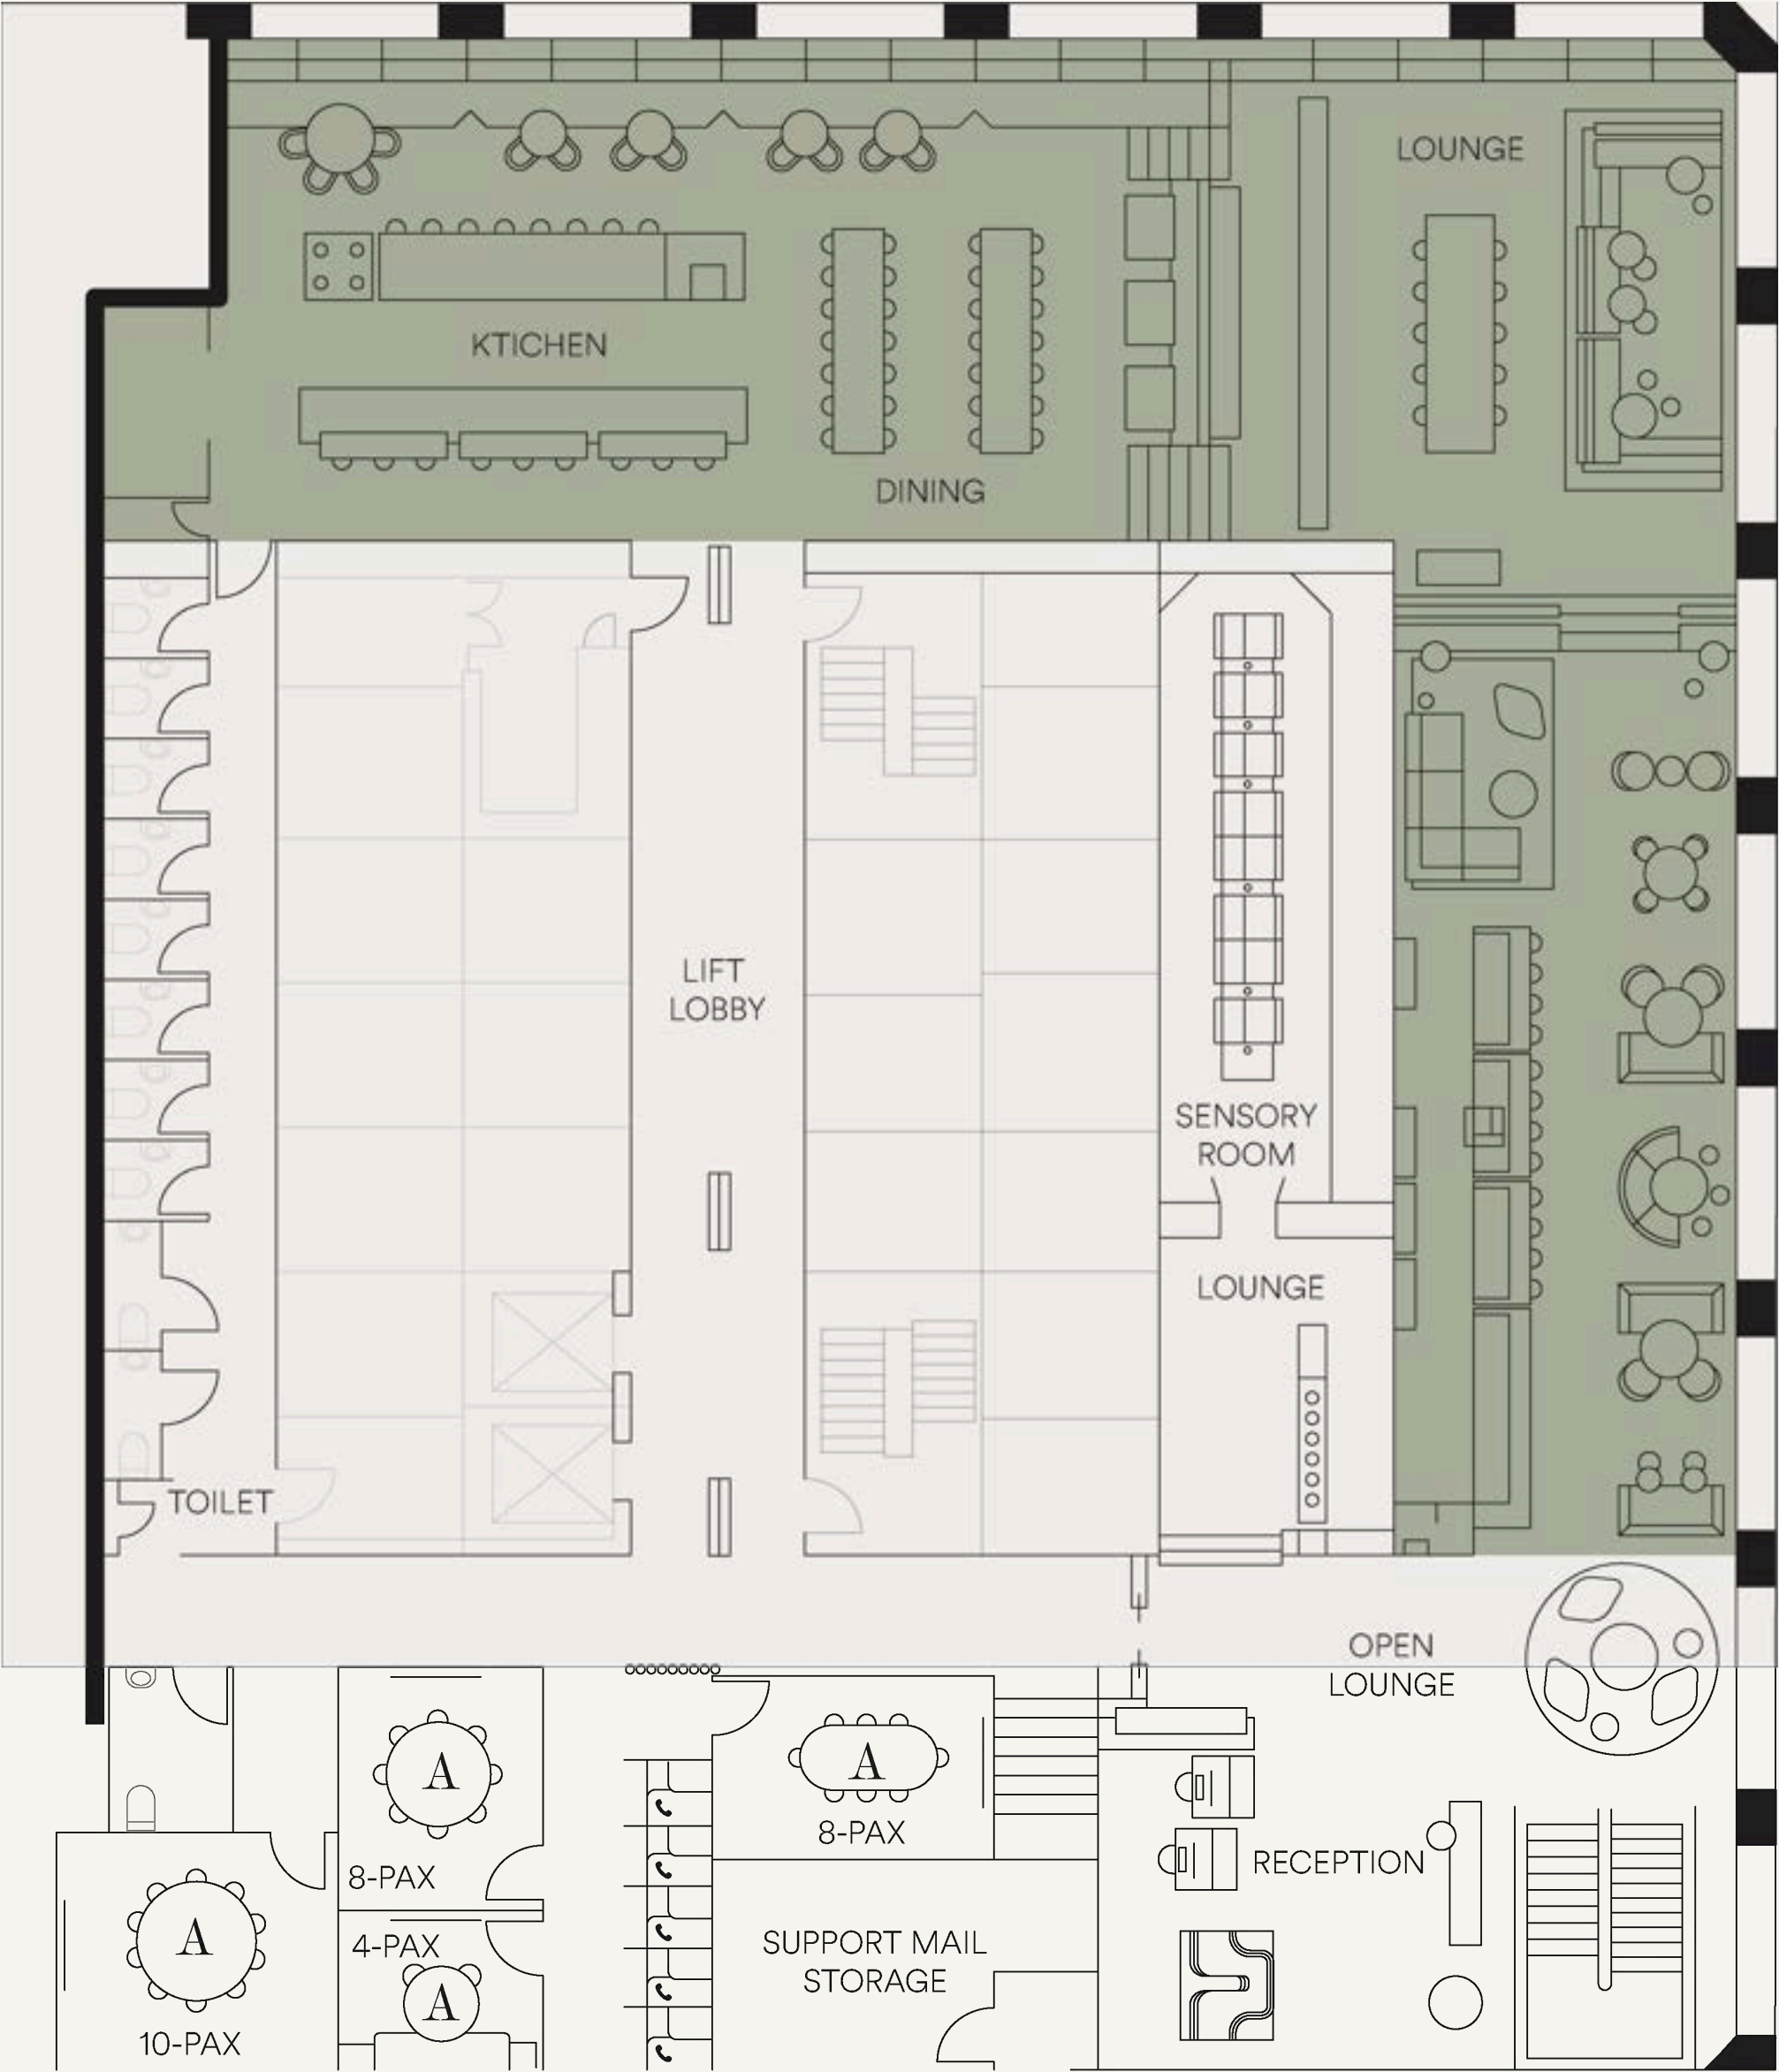 LOUNGE
KTICHEN
DINING
LIFT
LOBBY
SENSORY
ROOM
LOUNGE
TOILET
OPEN
LOUNGE
A
A
8-PAX
8-PAX
RECEPTION
4-PAX
A
A
SUPPORT MAIL
STORAGE
10-PAX